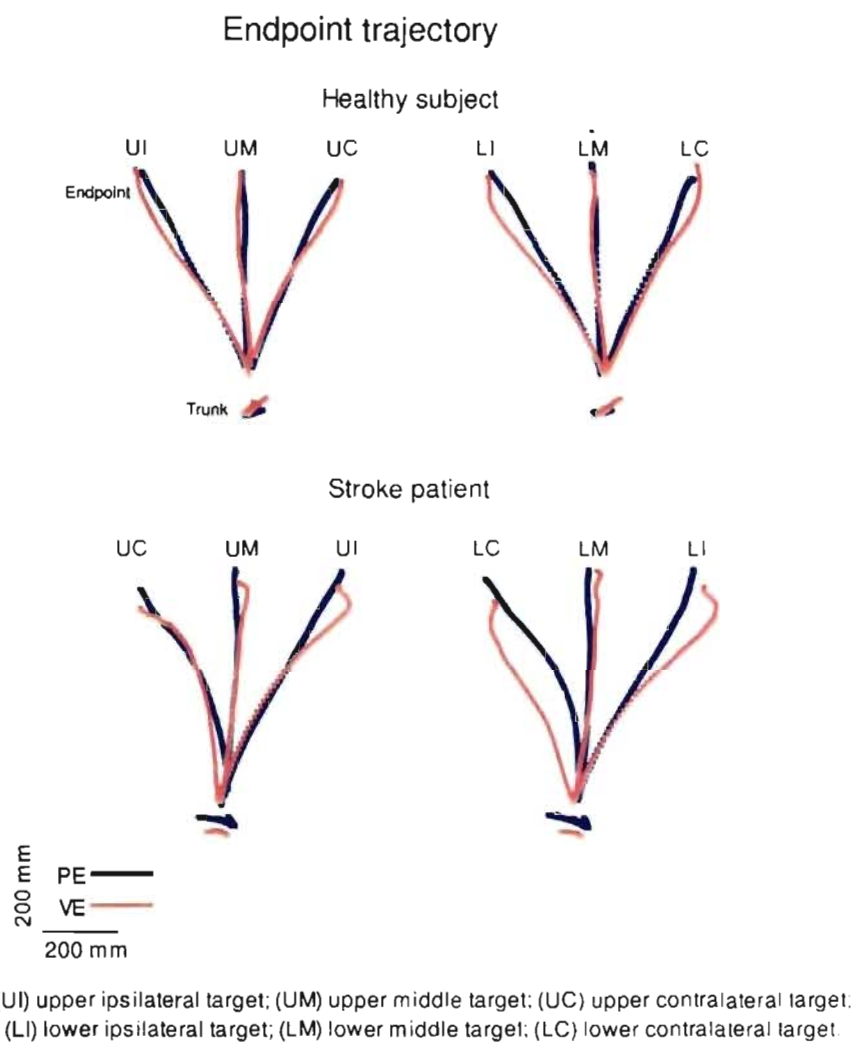 Endpoint trajectory
Healthy subject
UI UM UC LI LM LC
Endpoint
Trunk
Stroke patient
UC UM UI LC LM LI
200 mm
PE
VE
200 mm
UI) upper ipsilateral target; (UM) upper middle target; (UC) upper contralateral target;
(LI) lower ipsilateral target; (LM) lower middle target; (LC) lower contralateral target.